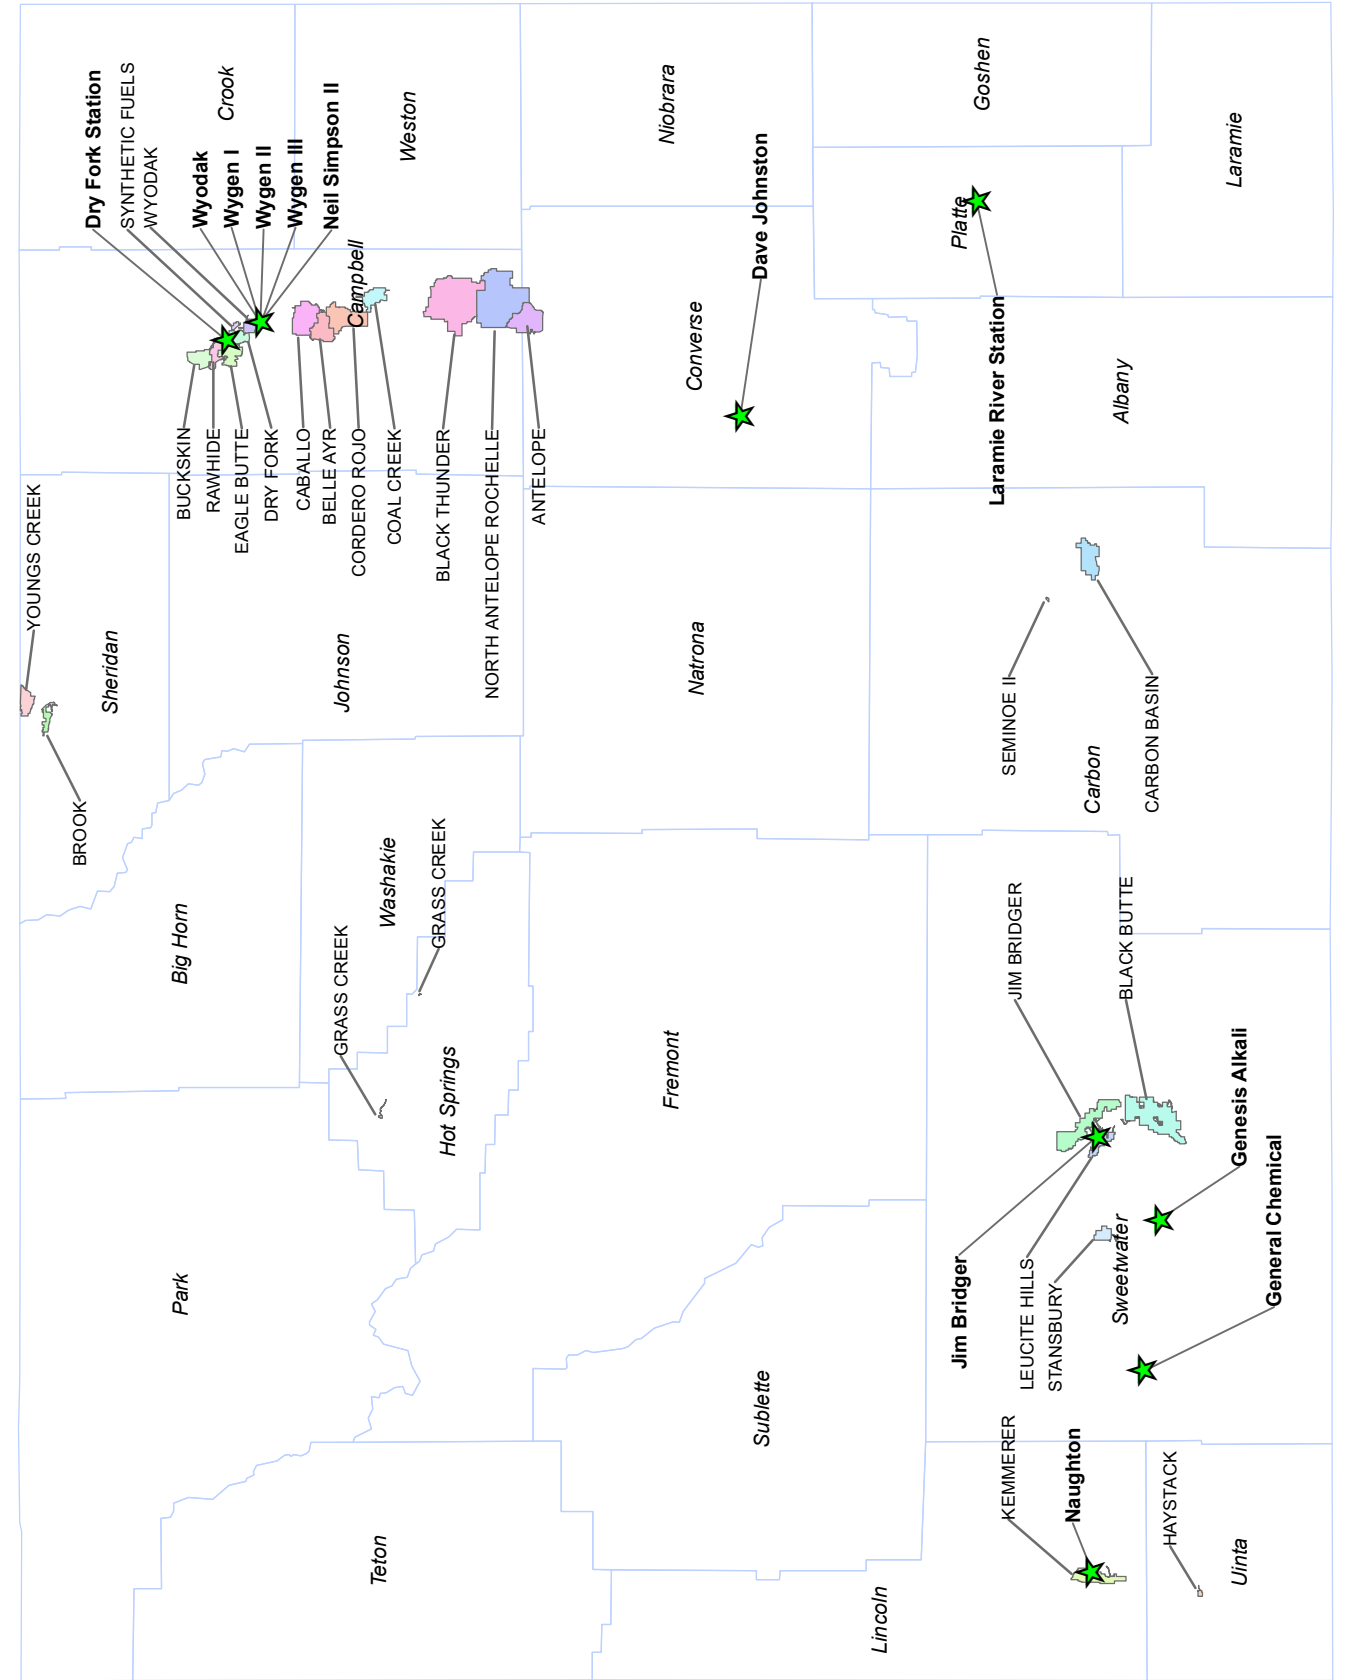 YOUNGS CREEK
BROOK
Sheridan
Dry Fork Station
SYNTHETIC FUELS
WYODAK
Wyodak
Wygen I
Wygen II
Wygen III
Neil Simpson II
Crook
BUCKSKIN
RAWHIDE
EAGLE BUTTE
DRY FORK
CABALLO
BELLE AYR
CORDERO ROJO
COAL CREEK
Campbell
Weston
BLACK THUNDER
NORTH ANTELOPE ROCHELLE
ANTELOPE
Johnson
Big Horn
Park
Washakie
GRASS CREEK
GRASS CREEK
Hot Springs
Teton
Fremont
Natrona
Converse
Niobrara
Dave Johnston
Sublette
Lincoln
Goshen
Platte
Laramie River Station
Albany
Laramie
SEMINOE II
Carbon
CARBON BASIN
JIM BRIDGER
BLACK BUTTE
Jim Bridger
LEUCITE HILLS
STANSBURY
Sweetwater
Genesis Alkali
General Chemical
KEMMERER
Naughton
HAYSTACK
Uinta